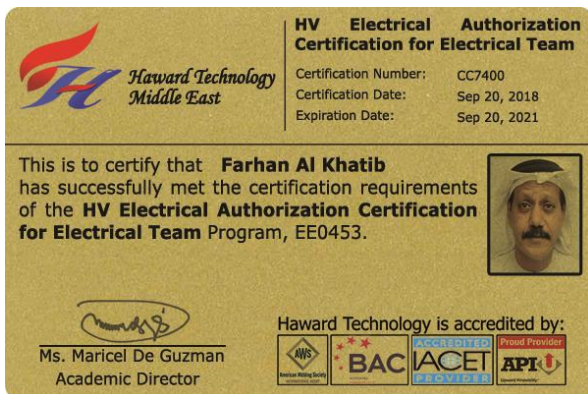 Haward Technology
Middle East
HV Electrical Authorization
Certification for Electrical Team
Certification Number: CC7400
Certification Date: Sep 20, 2018
Expiration Date: Sep 20, 2021
This is to certify that Farhan Al Khatib
has successfully met the certification requirements
of the HV Electrical Authorization Certification
for Electrical Team Program, EE0453.
Ms. Maricel De Guzman
Academic Director
Haward Technology is accredited by:
AWS
American Welding Society
BAC
ACCREDITED
IACET
PROVIDER
Proud Provider
API